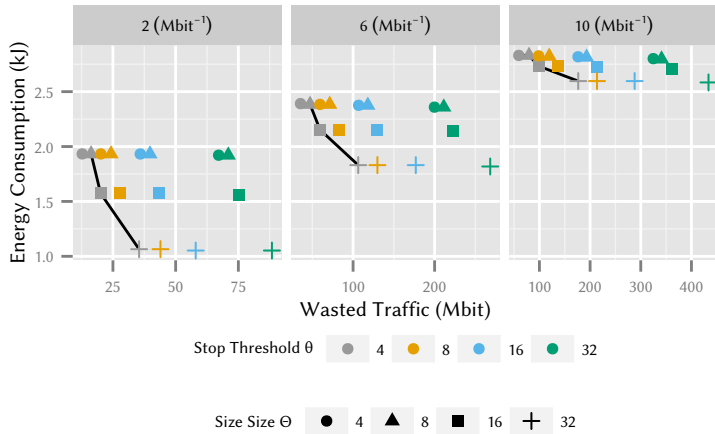 2 (Mbit⁻¹) 6 (Mbit⁻¹) 10 (Mbit⁻¹)
Energy Consumption (kJ)
2.5
2.0
1.5
1.0
25 50 75 100 200 100 200 300 400
Wasted Traffic (Mbit)
Stop Threshold θ 4 8 16 32
Size Size Θ 4 8 16 32